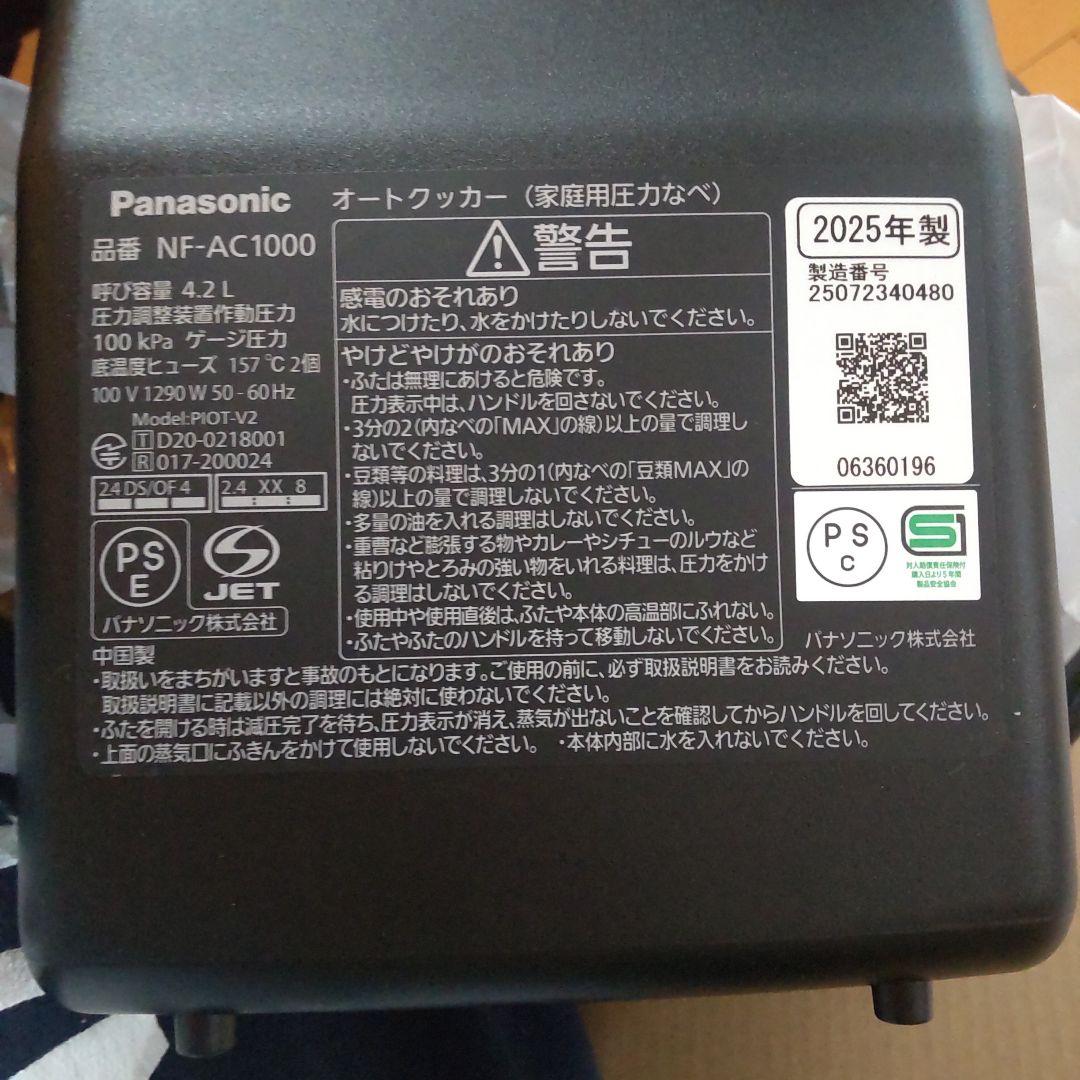 Panasonic
オートクッカー（家庭用圧力なべ）
品番 NF-AC1000
呼び容量 4.2 L
圧力調整装置作動圧力
100 kPa ゲージ圧力
底温度ヒューズ 157 ℃ 2個
100 V 1290 W 50 - 60 Hz
Model:PIOT-V2
T D20-0218001
R 017-200024
2.4 DS/OF 4
2.4 XX 8
PS
E
JET
パナソニック株式会社
中国製
警告
感電のおそれあり
水につけたり、水をかけたりしないでください。
やけどやけがのおそれあり
・ふたは無理にあけると危険です。
圧力表示中は、ハンドルを回さないでください。
・3分の2(内なべの「MAX」の線)以上の量で調理し
ないでください。
・豆類等の料理は、3分の1(内なべの「豆類MAX」の
線)以上の量で調理しないでください。
・多量の油を入れる調理はしないでください。
・重曹など膨張する物やカレーやシチューのルウなど
粘りけやとろみの強い物をいれる料理は、圧力をかけ
る調理はしないでください。
・使用中や使用直後は、ふたや本体の高温部にふれない。
・ふたやふたのハンドルを持って移動しないでください。
2025年製
製造番号
25072340480
06360196
PS
C
S
対人賠償責任保険付
購入日より5年間
製品安全協会
パナソニック株式会社
・取扱いをまちがいますと事故のもとになります。ご使用の前に、必ず取扱説明書をお読みください。
取扱説明書に記載以外の調理には絶対に使わないでください。
・ふたを開ける時は減圧完了を待ち、圧力表示が消え、蒸気が出ないことを確認してからハンドルを回してください。
・上面の蒸気口にふきんをかけて使用しないでください。 ・本体内部に水を入れないでください。